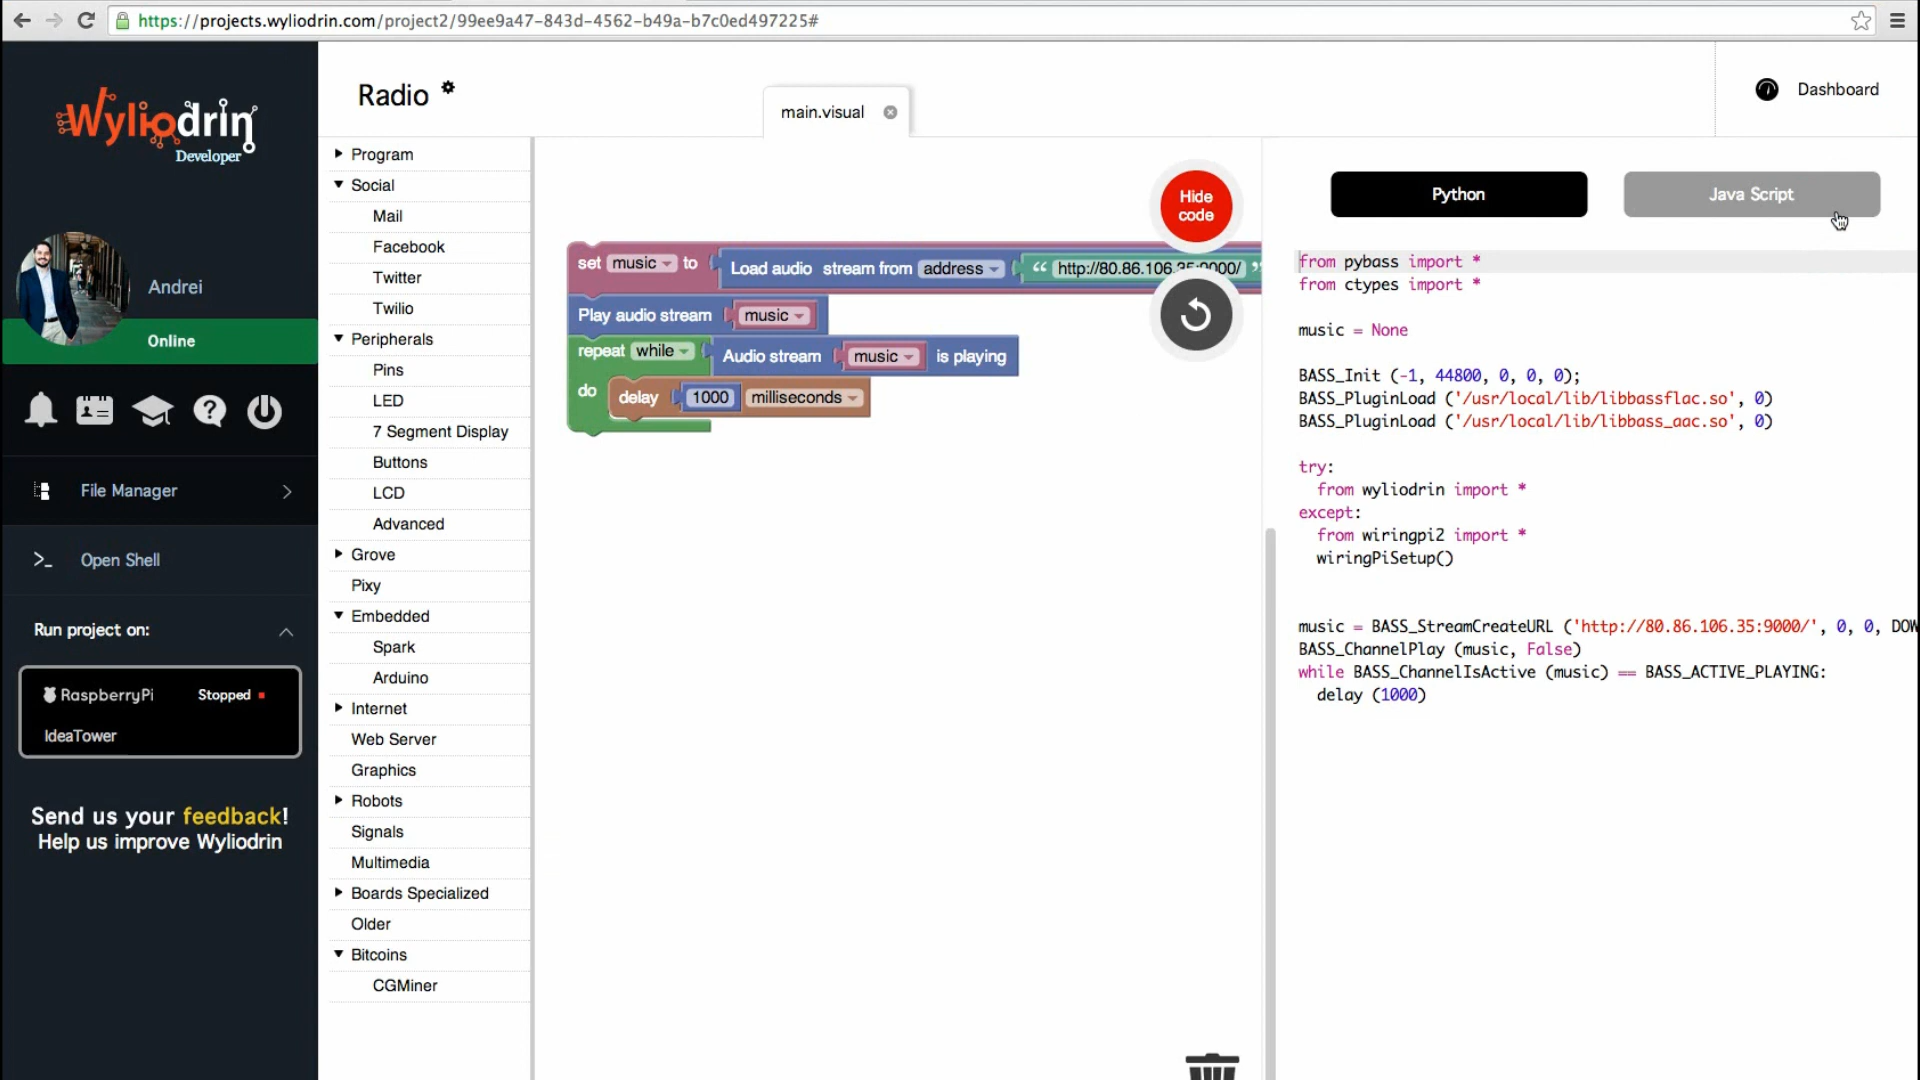 https://projects.wyliodrin.com/project2/99ee9a47-843d-4562-b49a-b7c0ed497225#
Wyliodrin
Developer
Andrei
Online
File Manager
>_ Open Shell
Run project on:
RaspberryPi Stopped
IdeaTower
Send us your feedback!
Help us improve Wyliodrin
Radio
main.visual
Dashboard
Program
Social
Mail
Facebook
Twitter
Twilio
Peripherals
Pins
LED
7 Segment Display
Buttons
LCD
Advanced
Grove
Pixy
Embedded
Spark
Arduino
Internet
Web Server
Graphics
Robots
Signals
Multimedia
Boards Specialized
Older
Bitcoins
CGMiner
set music to Load audio stream from address “ http://80.86.106.35:9000/ ”
Play audio stream music
repeat while Audio stream music is playing
do delay 1000 milliseconds
Hide
code
Python
Java Script
from pybass import *
from ctypes import *
music = None
BASS_Init (-1, 44800, 0, 0, 0);
BASS_PluginLoad ('/usr/local/lib/libbassflac.so', 0)
BASS_PluginLoad ('/usr/local/lib/libbass_aac.so', 0)
try:
from wyliodrin import *
except:
from wiringpi2 import *
wiringPiSetup()
music = BASS_StreamCreateURL ('http://80.86.106.35:9000/', 0, 0, DOW
BASS_ChannelPlay (music, False)
while BASS_ChannelIsActive (music) == BASS_ACTIVE_PLAYING:
delay (1000)